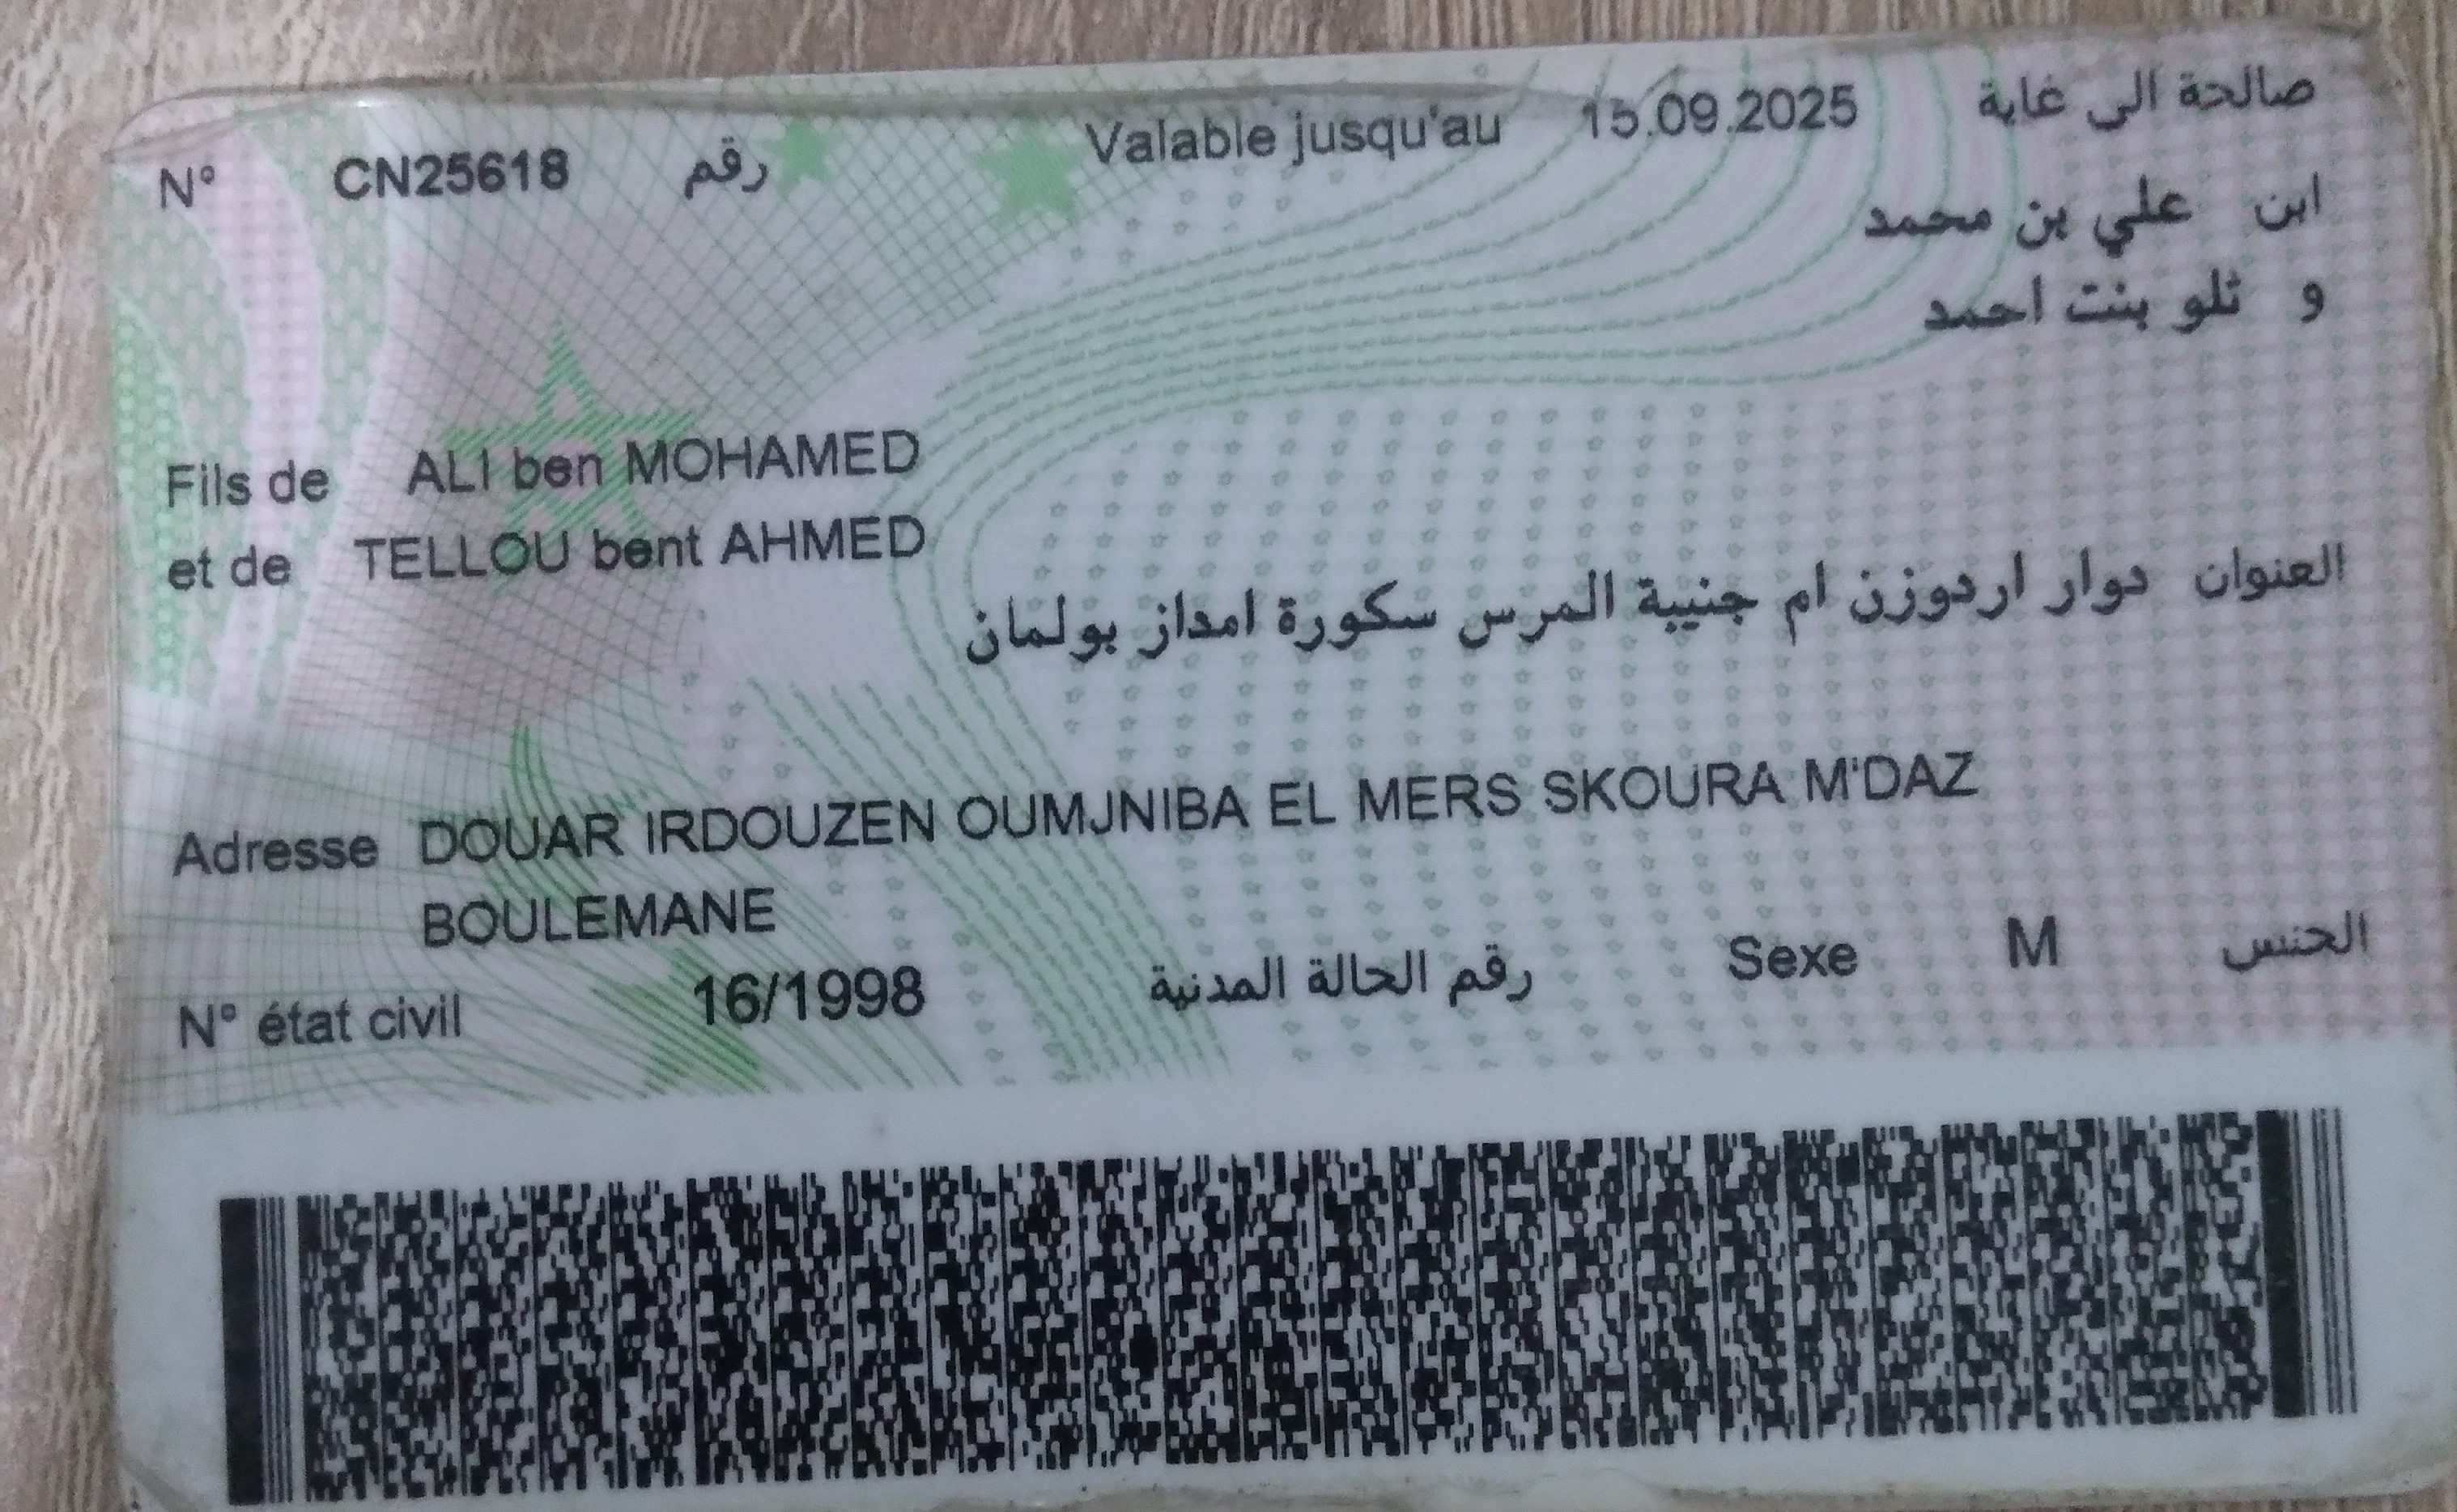 N° CN25618 رقم Valable jusqu'au 15.09.2025 صالحة الى غاية
ابن علي بن محمد
و تلو بنت احمد
Fils de ALI ben MOHAMED
et de TELLOU bent AHMED
العنوان دوار اردوزن ام جنيبة المرس سكورة امداز بولمان
Adresse DOUAR IRDOUZEN OUMJNIBA EL MERS SKOURA M'DAZ
BOULEMANE
N° état civil 16/1998 رقم الحالة المدنية Sexe M الجنس